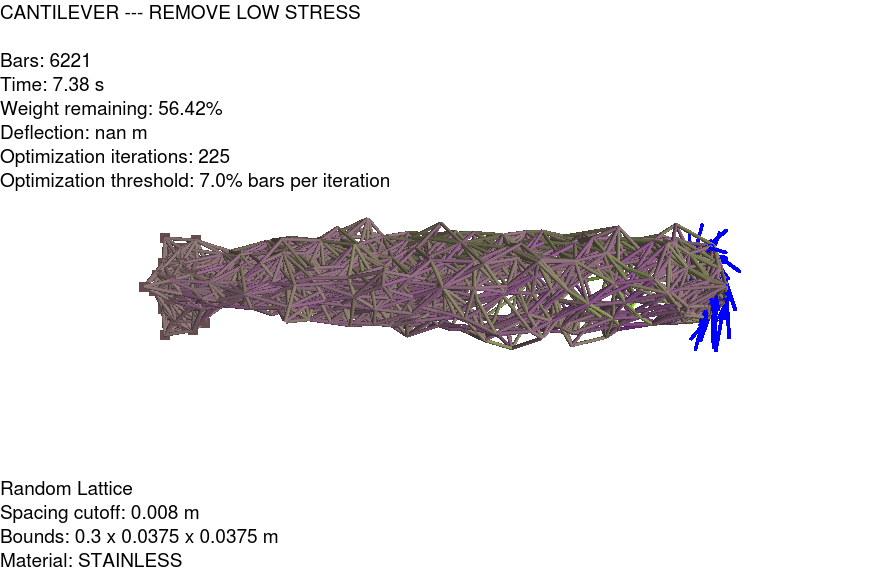 CANTILEVER --- REMOVE LOW STRESS
Bars: 6221
Time: 7.38 s
Weight remaining: 56.42%
Deflection: nan m
Optimization iterations: 225
Optimization threshold: 7.0% bars per iteration
Random Lattice
Spacing cutoff: 0.008 m
Bounds: 0.3 x 0.0375 x 0.0375 m
Material: STAINLESS